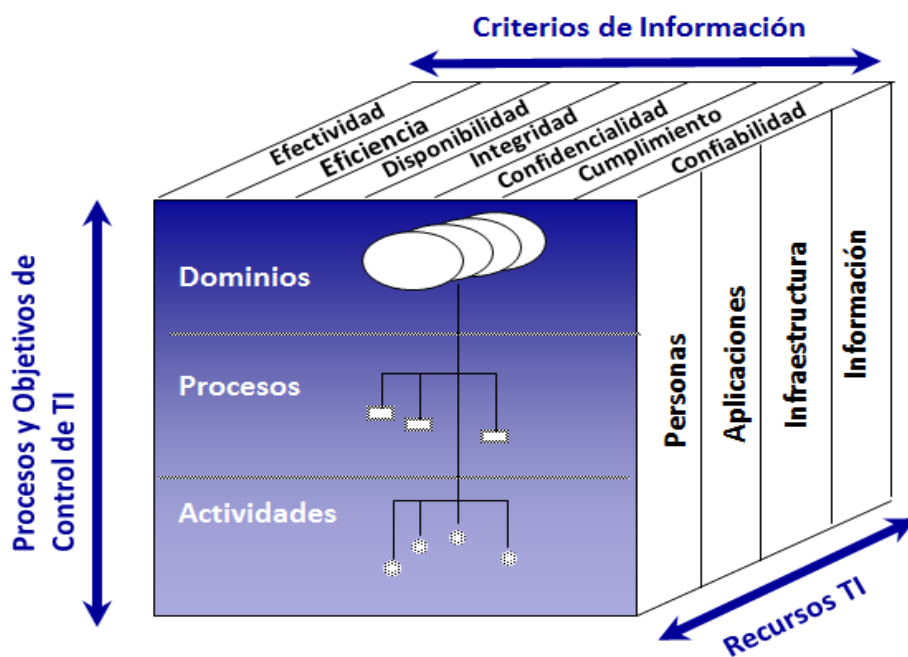 Criterios de Información
Efectividad
Eficiencia
Disponibilidad
Integridad
Confidencialidad
Cumplimiento
Confiabilidad
Procesos y Objetivos de
Control de TI
Dominios
Procesos
Actividades
Personas
Aplicaciones
Infraestructura
Información
Recursos TI